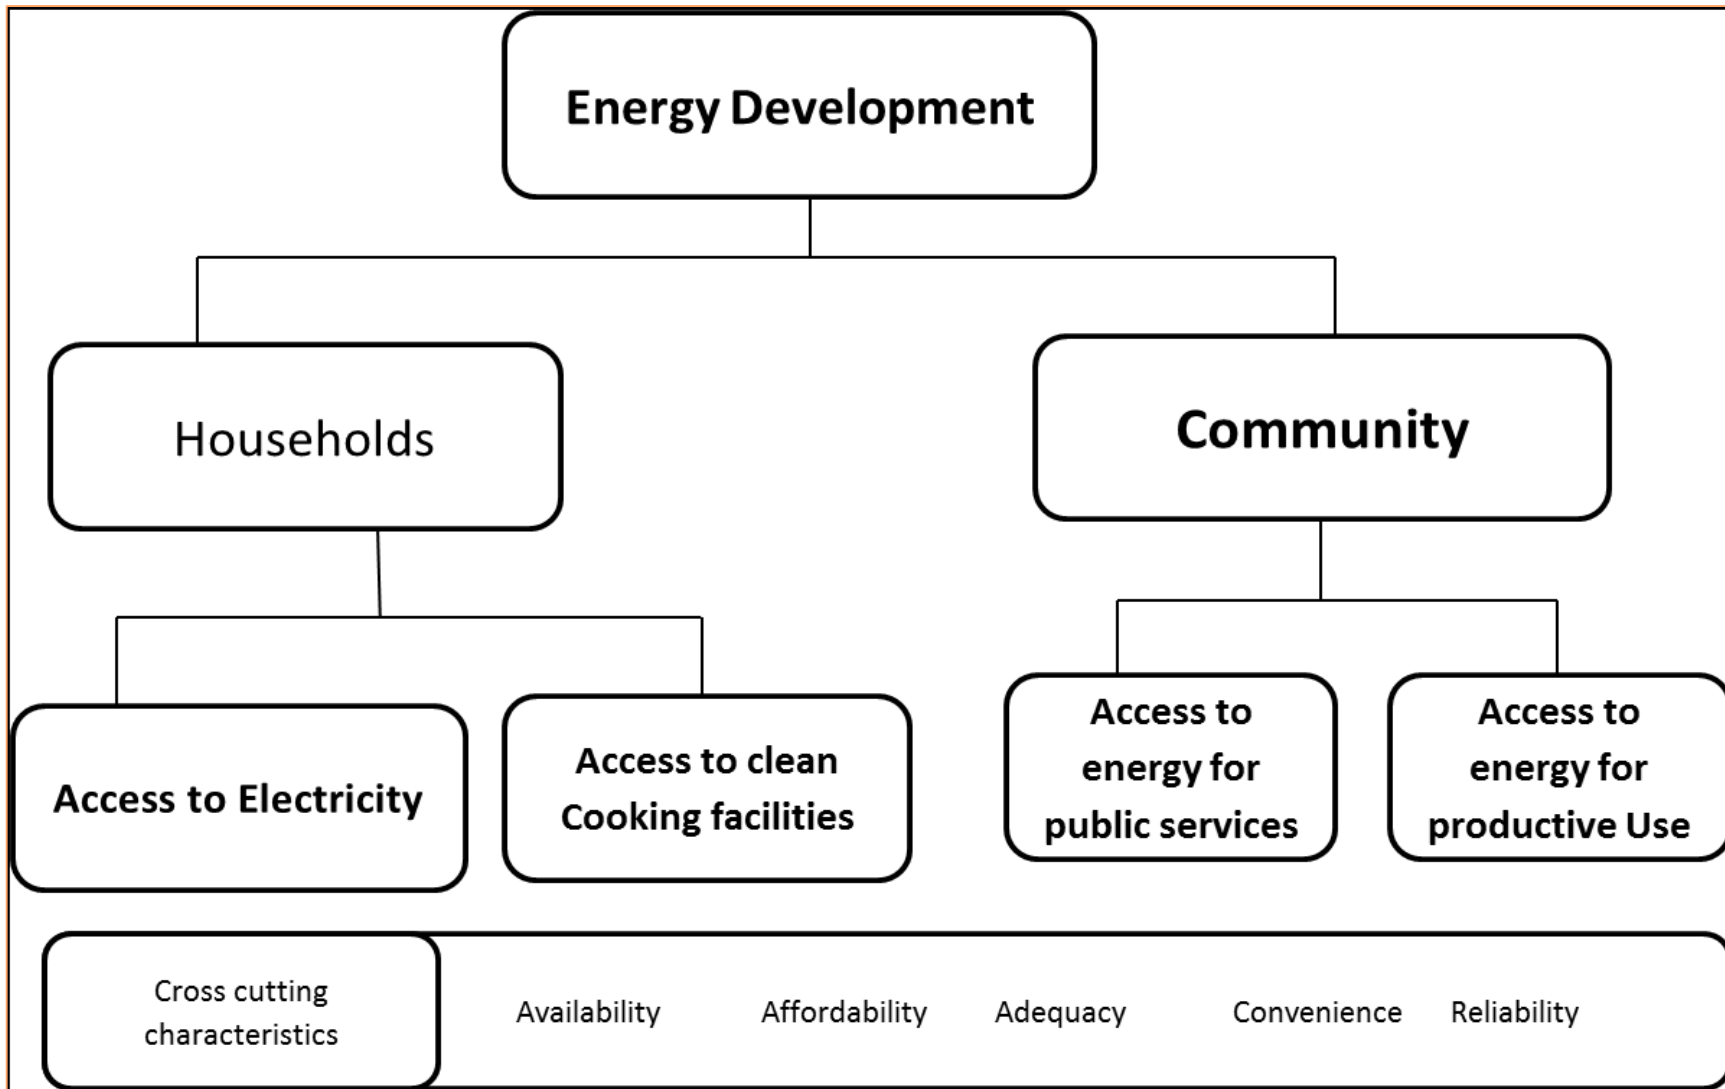 Energy Development
Households
Community
Access to Electricity
Access to clean
Cooking facilities
Access to
energy for
public services
Access to
energy for
productive Use
Cross cutting
characteristics
Availability
Affordability
Adequacy
Convenience
Reliability